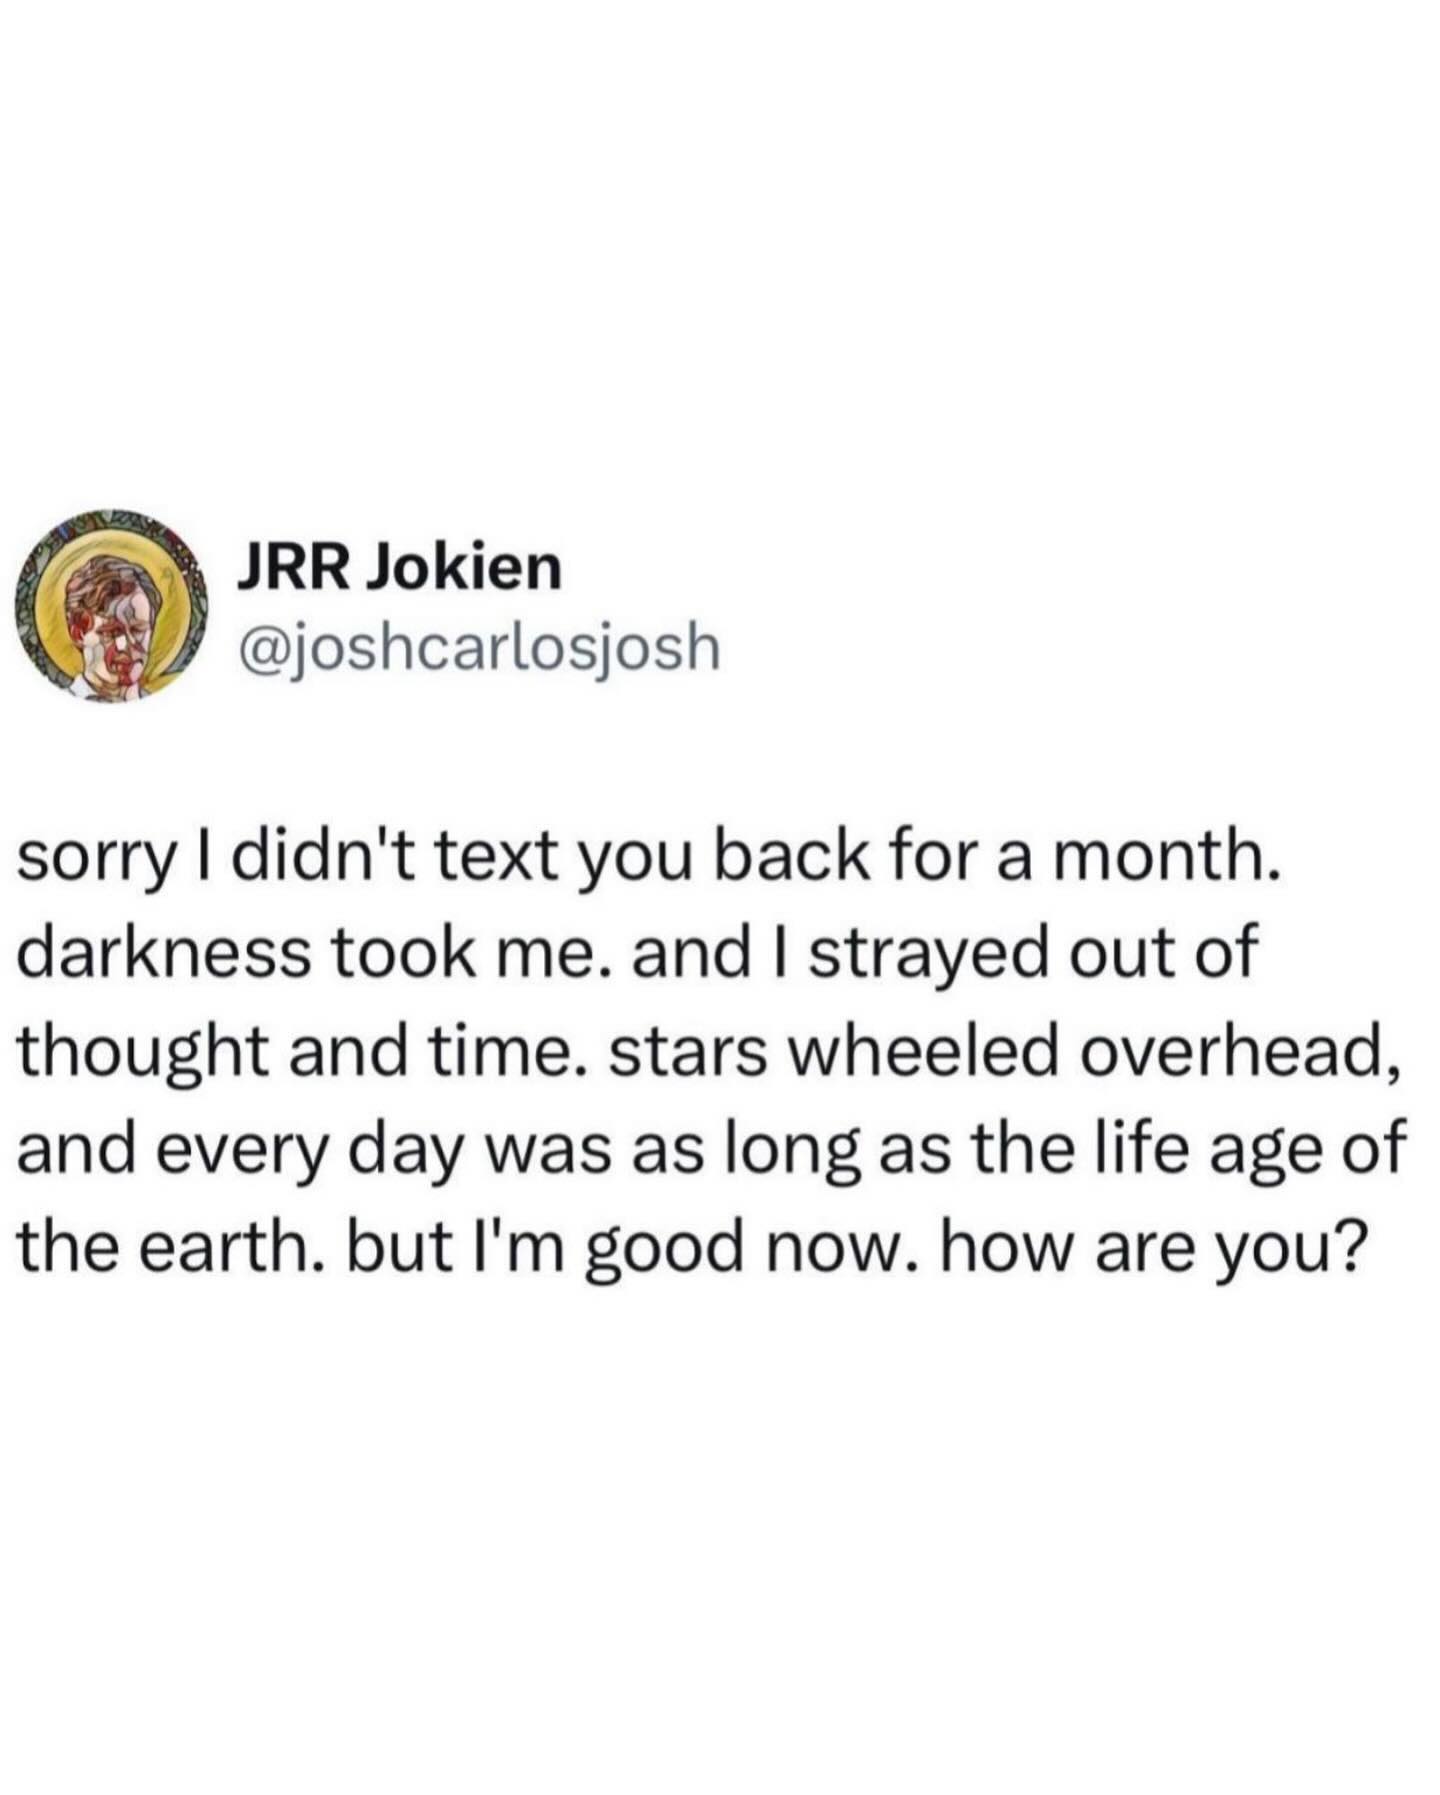 JRR Jokien
@joshcarlosjosh
sorry I didn't text you back for a month.
darkness took me. and I strayed out of
thought and time. stars wheeled overhead,
and every day was as long as the life age of
the earth. but I'm good now. how are you?